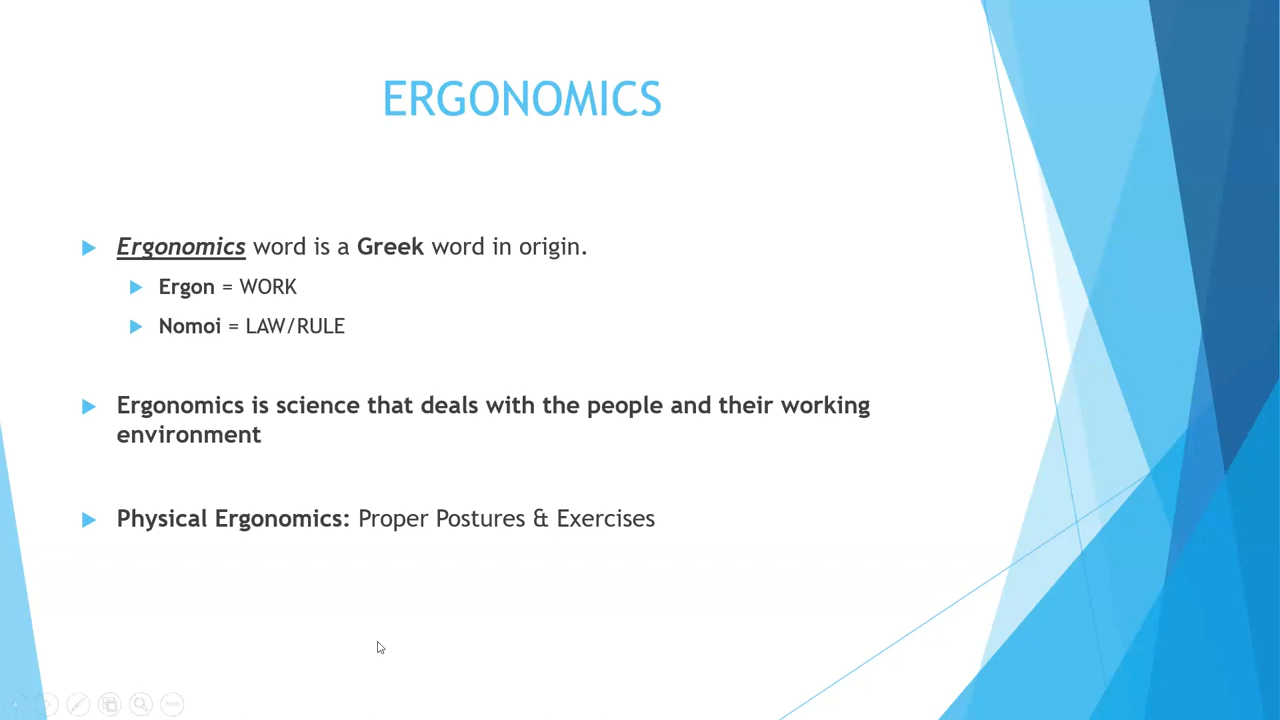 ERGONOMICS
Ergonomics word is a Greek word in origin.
Ergon = WORK
Nomoi = LAW/RULE
Ergonomics is science that deals with the people and their working
environment
Physical Ergonomics: Proper Postures & Exercises